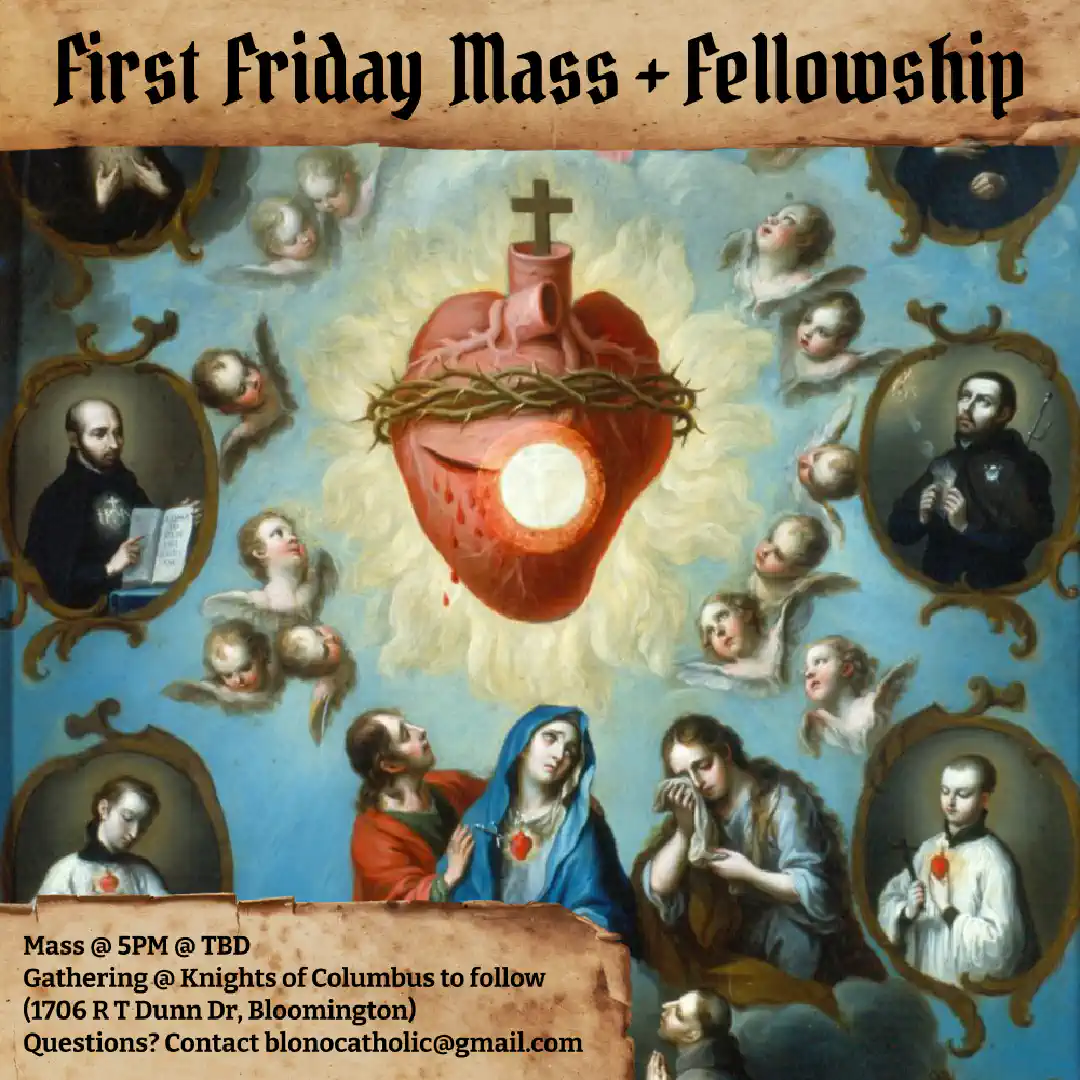 First Friday Mass + Fellowship
Mass @ 5PM @ TBD
Gathering @ Knights of Columbus to follow
(1706 R T Dunn Dr, Bloomington)
Questions? Contact blonocatholic@gmail.com